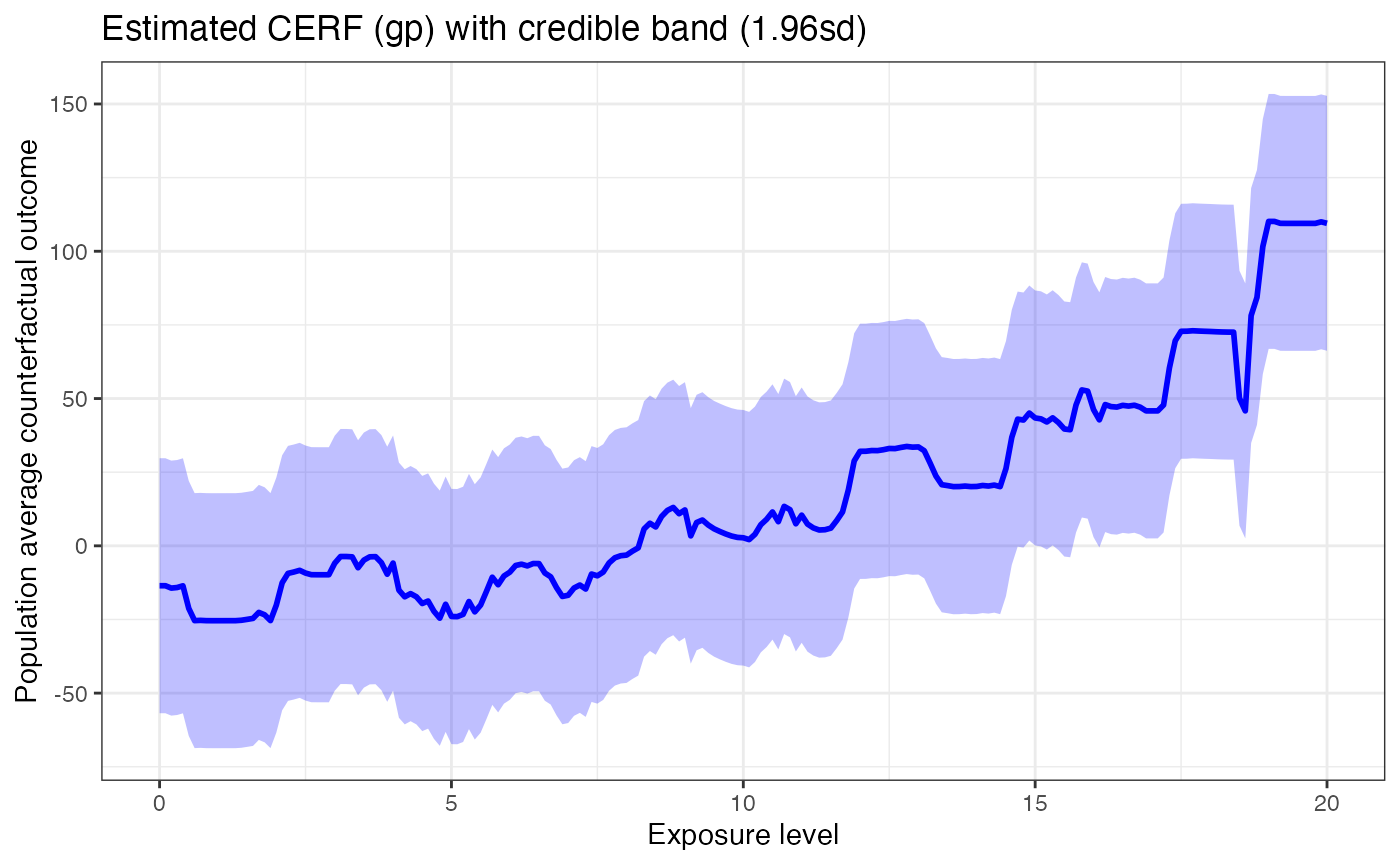 Estimated CERF (gp) with credible band (1.96sd)
Population average counterfactual outcome
150
100
50
0
-50
0 5 10 15 20
Exposure level